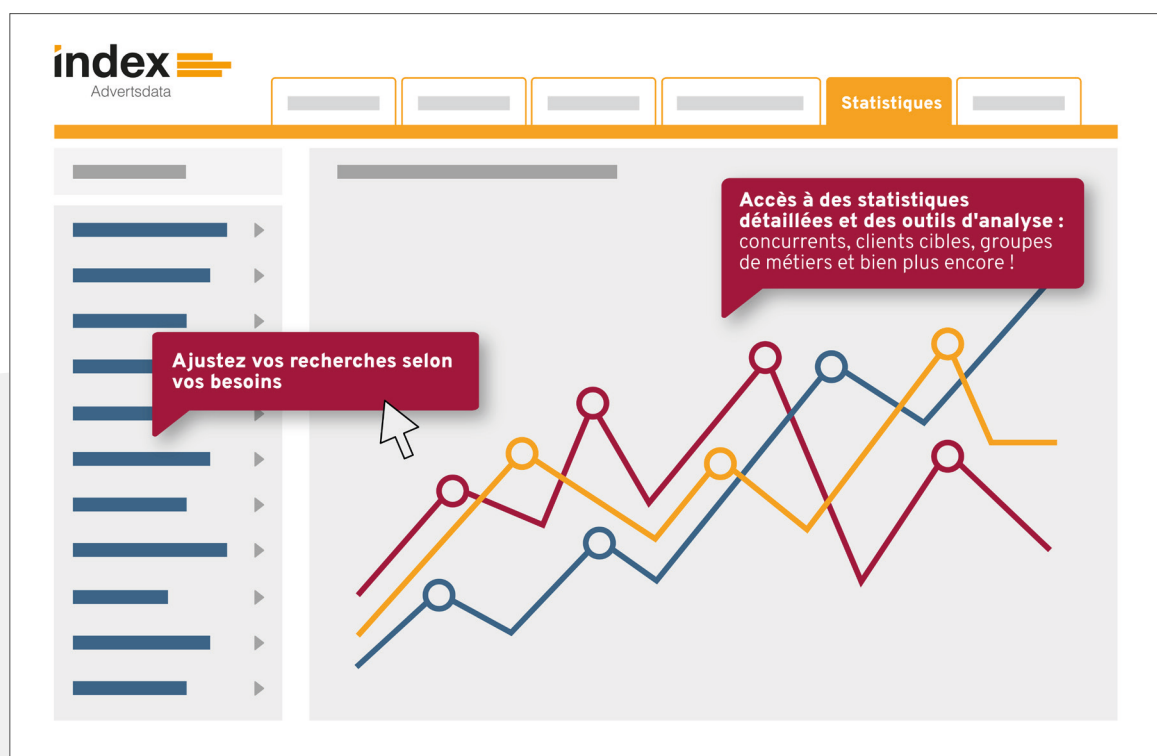 index
Advertsdata
Statistiques
Accès à des statistiques
détaillées et des outils d'analyse :
concurrents, clients cibles, groupes
de métiers et bien plus encore !
Ajustez vos recherches selon
vos besoins